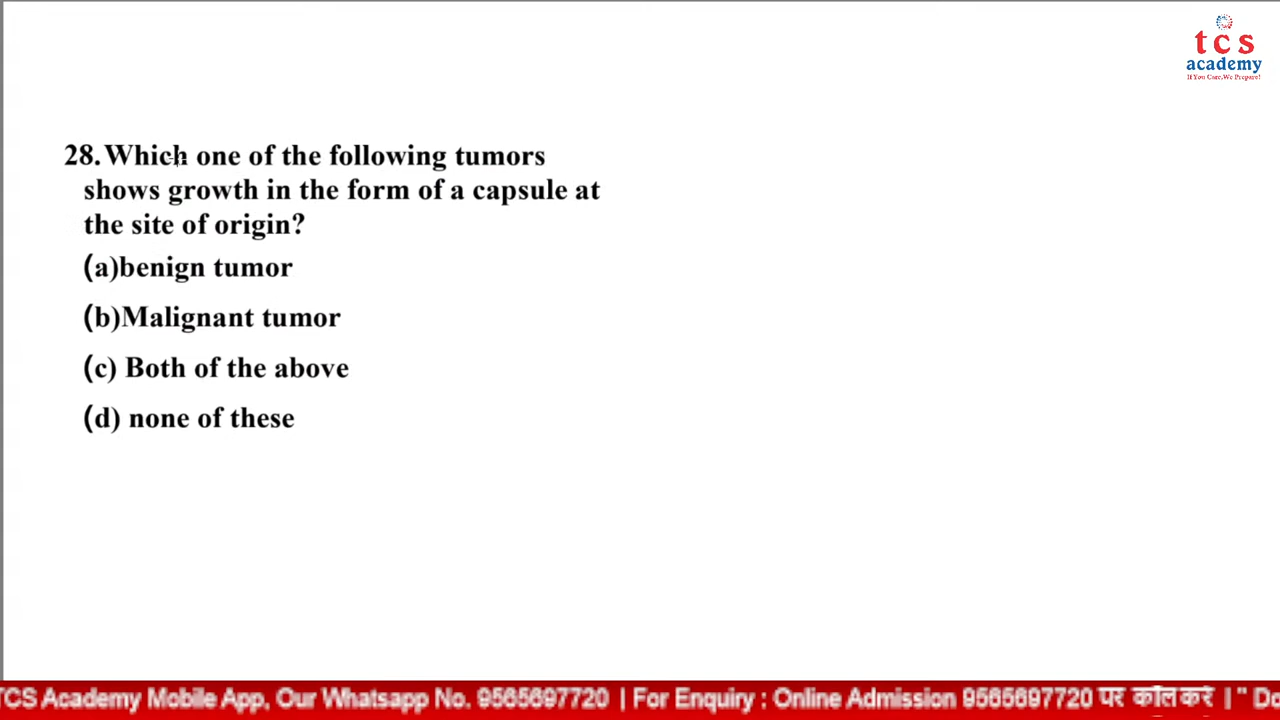 tcs
academy
If You Care,We Prepare!
28.Which one of the following tumors
shows growth in the form of a capsule at
the site of origin?
(a)benign tumor
(b)Malignant tumor
(c) Both of the above
(d) none of these
TCS Academy Mobile App, Our Whatsapp No. 9565697720 | For Enquiry : Online Admission 9565697720 पर कॉल करें | " Do